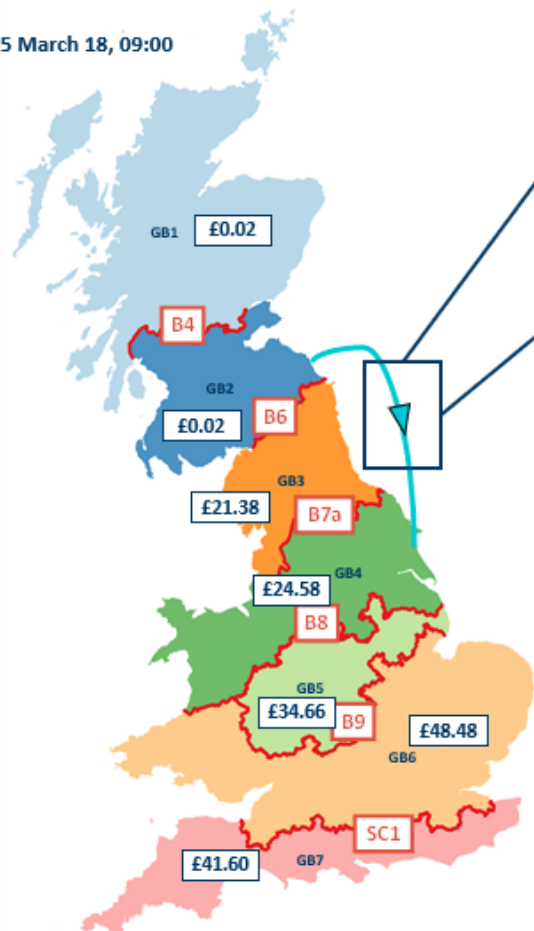 5 March 18, 09:00
GB1
£0.02
B4
GB2
£0.02
B6
GB3
£21.38
B7a
GB4
£24.58
B8
GB5
£34.66
B9
£48.48
GB6
SC1
£41.60
GB7